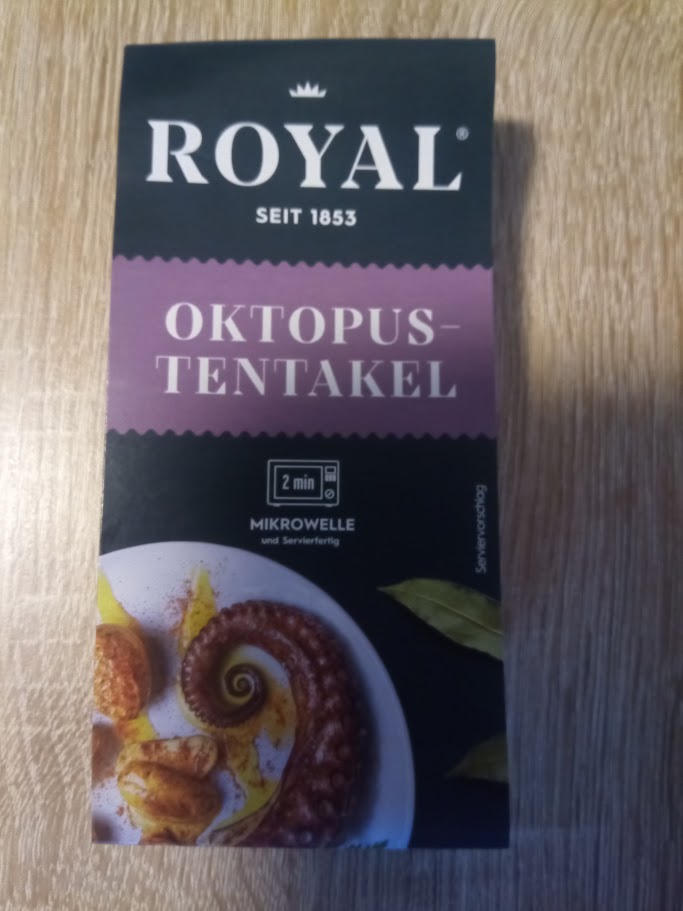 ROYAL®
SEIT 1853
OKTOPUS-
TENTAKEL
2 min
MIKROWELLE
und Servierfertig
Serviervorschlag